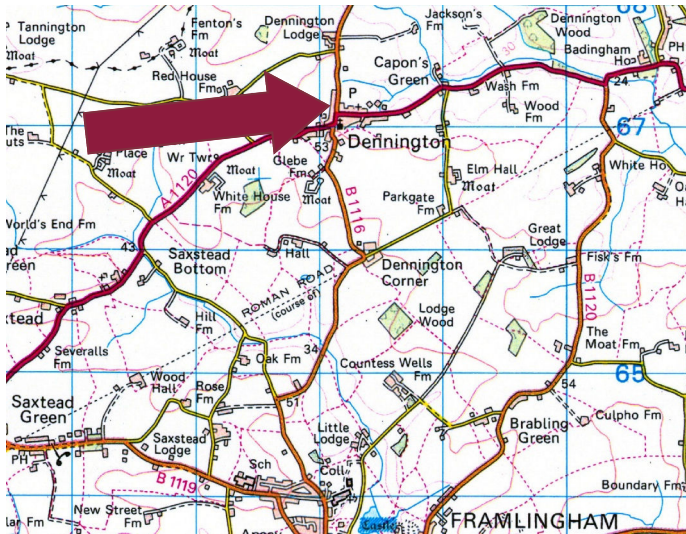 Tannington
Lodge
Moat
Fenton's
Fm
Moat
Red House
Fm
Dennington
Lodge
Jackson's
Fm
Dennington
Wood
Badingham
Ho
PH
68
30
Capon's
Green
Wash Fm
Wood
Fm
24
P
67
Dennington
53
Place
Moat
Wr Twr
Moat
Glebe
Fm
Moat
White House
Fm
A 1120
B 1116
Elm Hall
Moat
Parkgate
Fm
White Ho
World's End Fm
43
Saxstead
Bottom
Hall
ROMAN ROAD
(course of)
Dennington
Corner
Great
Lodge
Fisk's Fm
B 1120
Hill
Fm
Lodge
Wood
The
Moat Fm
Severalls
Fm
34
Oak Fm
Countess Wells
Fm
65
Wood
Hall
Rose
Fm
51
54
Saxtead
Green
PH
Saxstead
Lodge
Little
Lodge
Brabling
Green
Culpho Fm
B 1119
Sch
Coll
Boundary Fm
New Street
Fm
Fm
Castle
FRAMLINGHAM